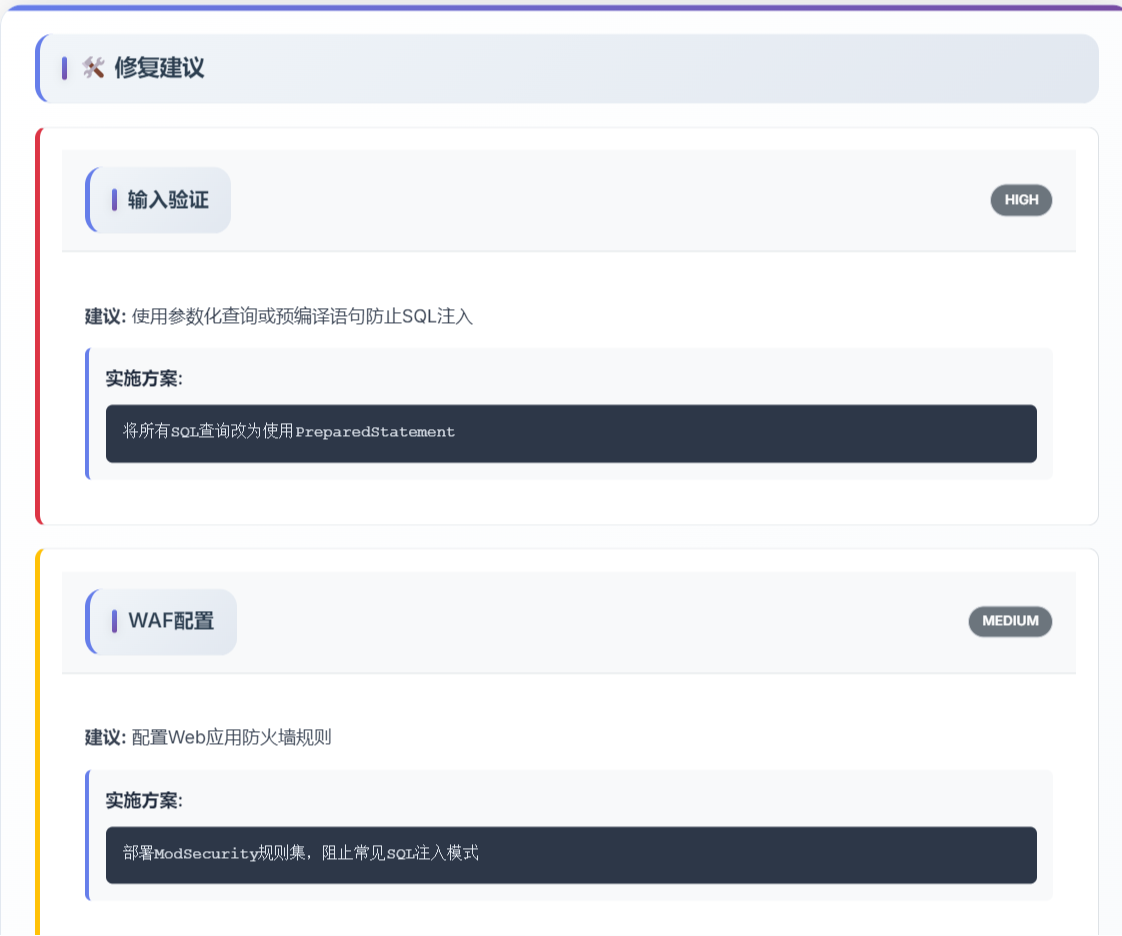 🛠️ 修复建议
输入验证
HIGH
建议: 使用参数化查询或预编译语句防止SQL注入
实施方案:
将所有SQL查询改为使用PreparedStatement
WAF配置
MEDIUM
建议: 配置Web应用防火墙规则
实施方案:
部署ModSecurity规则集，阻止常见SQL注入模式